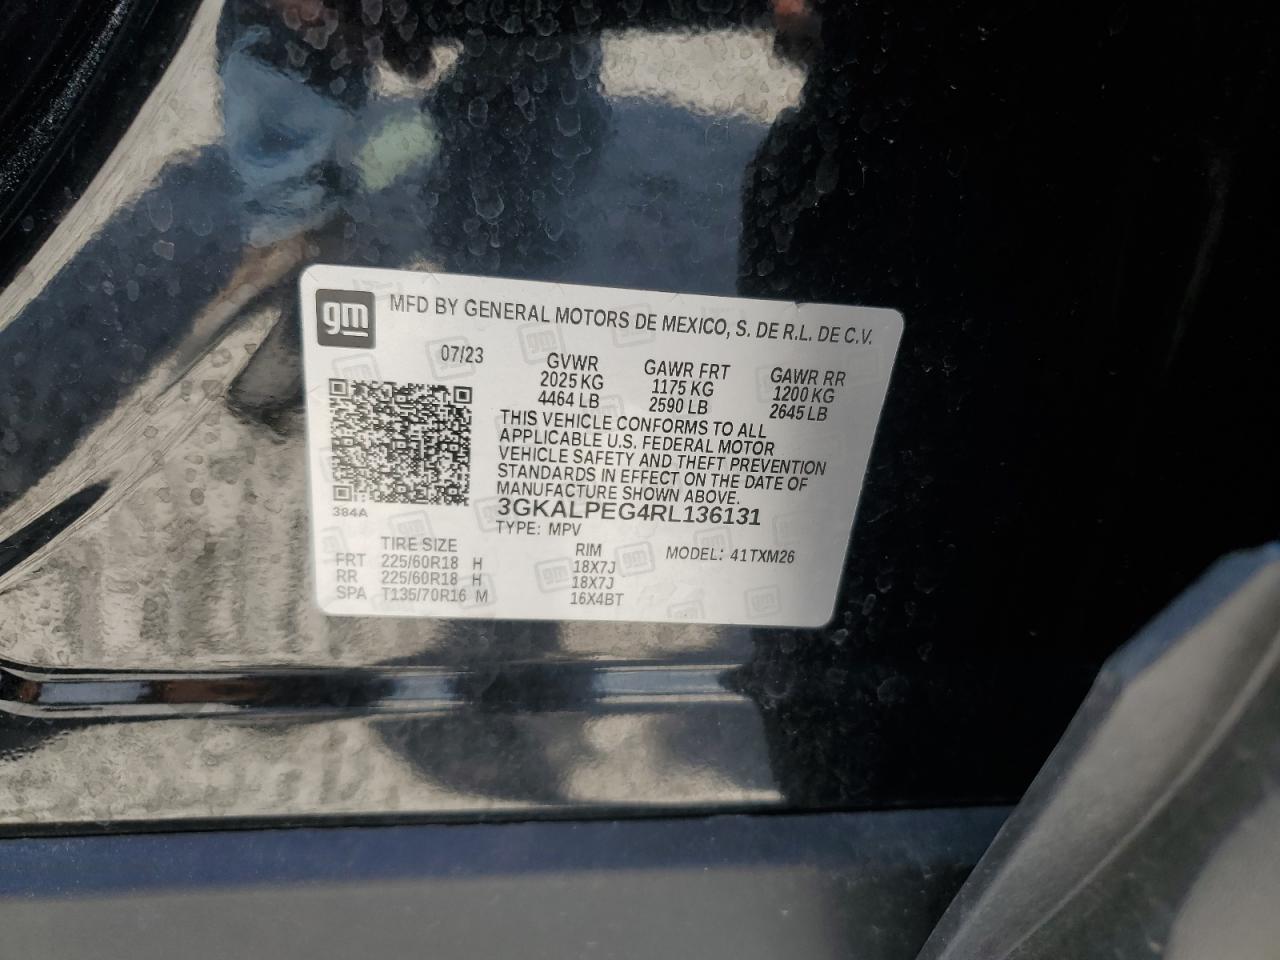 gm
MFD BY GENERAL MOTORS DE MEXICO, S. DE R.L. DE C.V.
07/23
GVWR GAWR FRT GAWR RR
2025 KG 1175 KG 1200 KG
4464 LB 2590 LB 2645 LB
THIS VEHICLE CONFORMS TO ALL
APPLICABLE U.S. FEDERAL MOTOR
VEHICLE SAFETY AND THEFT PREVENTION
STANDARDS IN EFFECT ON THE DATE OF
MANUFACTURE SHOWN ABOVE.
3GKALPEG4RL136131
384A
TYPE: MPV
TIRE SIZE RIM MODEL: 41TXM26
FRT 225/60R18 H 18X7J
RR 225/60R18 H 18X7J
SPA T135/70R16 M 16X4BT